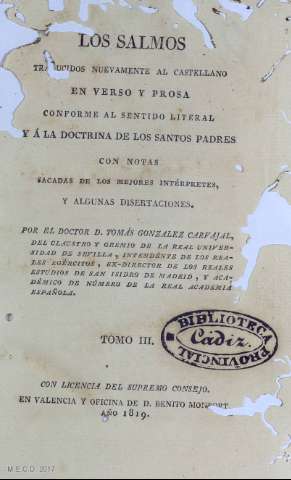 LOS SALMOS
TRADUCIDOS NUEVAMENTE AL CASTELLANO
EN VERSO Y PROSA
CONFORME AL SENTIDO LITERAL
Y Á LA DOCTRINA DE LOS SANTOS PADRES
CON NOTAS
SACADAS DE LOS MEJORES INTÉRPRETES,
Y ALGUNAS DISERTACIONES.
POR EL DOCTOR D. TOMÁS GONZALEZ CARVAJAL,
DEL CLAUSTRO Y GREMIO DE LA REAL UNIVER-
SIDAD DE SEVILLA, INTENDENTE DE LOS REA-
LES EGÉRCITOS, EX-DIRECTOR DE LOS REALES
ESTUDIOS DE SAN ISIDRO DE MADRID, Y ACA-
DÉMICO DE NÚMERO DE LA REAL ACADEMIA
ESPAÑOLA.
TOMO III.
BIBLIOTECA
Cádiz.
PROVINCIAL
CON LICENCIA DEL SUPREMO CONSEJO.
EN VALENCIA Y OFICINA DE D. BENITO MONFORT
AÑO 1819.
M.E.C.D. 2017